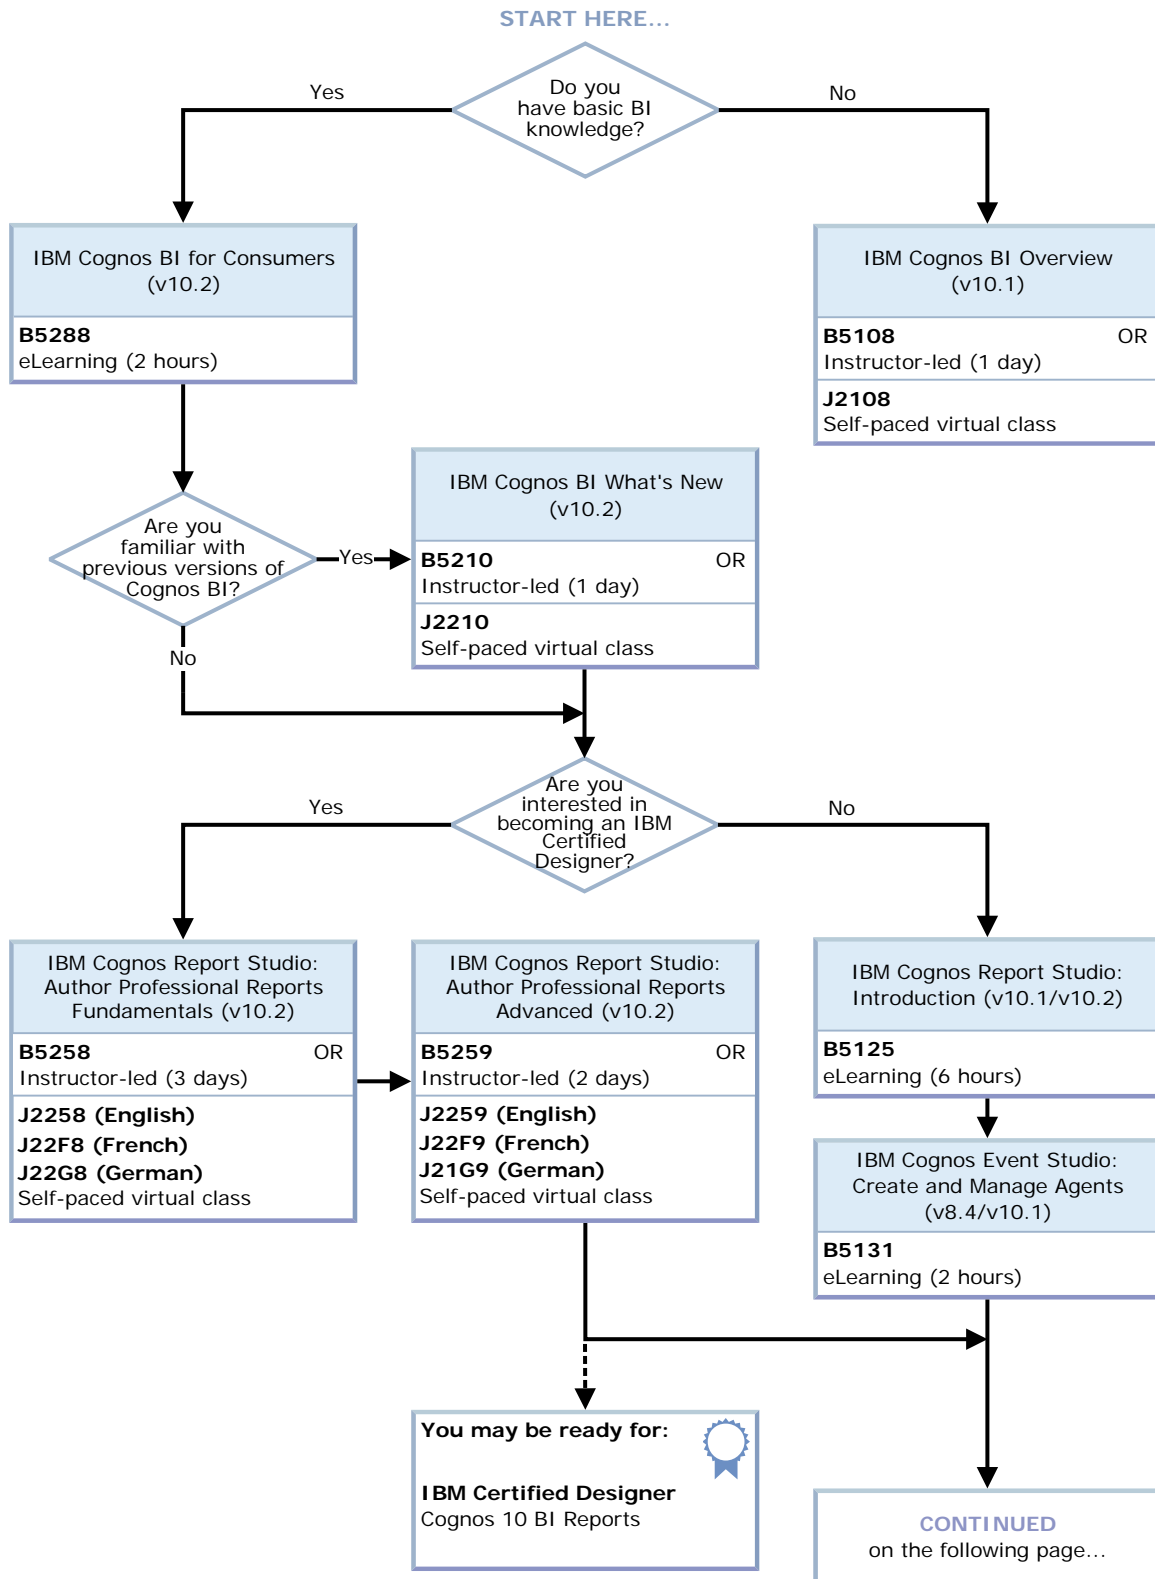 START HERE...
Do you
have basic BI
knowledge?
Yes
No
IBM Cognos BI for Consumers
(v10.2)
B5288
eLearning (2 hours)
IBM Cognos BI Overview
(v10.1)
B5108 OR
Instructor-led (1 day)
J2108
Self-paced virtual class
Are you
familiar with
previous versions of
Cognos BI?
Yes
No
IBM Cognos BI What's New
(v10.2)
B5210 OR
Instructor-led (1 day)
J2210
Self-paced virtual class
Are you
interested in
becoming an IBM
Certified
Designer?
Yes
No
IBM Cognos Report Studio:
Author Professional Reports
Fundamentals (v10.2)
B5258 OR
Instructor-led (3 days)
J2258 (English)
J22F8 (French)
J22G8 (German)
Self-paced virtual class
IBM Cognos Report Studio:
Author Professional Reports
Advanced (v10.2)
B5259 OR
Instructor-led (2 days)
J2259 (English)
J22F9 (French)
J21G9 (German)
Self-paced virtual class
IBM Cognos Report Studio:
Introduction (v10.1/v10.2)
B5125
eLearning (6 hours)
IBM Cognos Event Studio:
Create and Manage Agents
(v8.4/v10.1)
B5131
eLearning (2 hours)
You may be ready for:
IBM Certified Designer
Cognos 10 BI Reports
CONTINUED
on the following page...